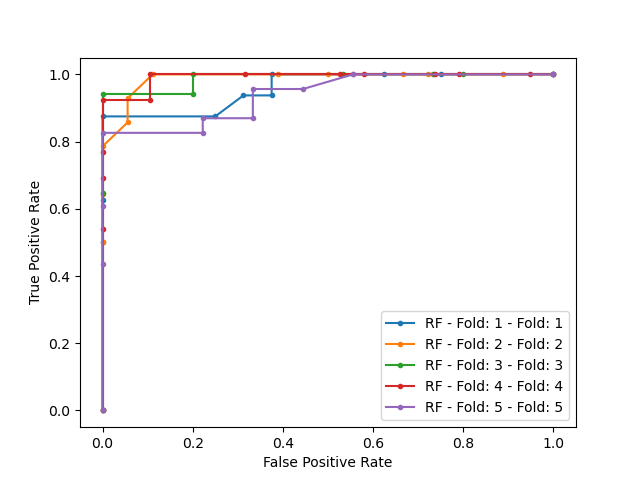 1.0
0.8
0.6
0.4
0.2
0.0
True Positive Rate
RF - Fold: 1 - Fold: 1
RF - Fold: 2 - Fold: 2
RF - Fold: 3 - Fold: 3
RF - Fold: 4 - Fold: 4
RF - Fold: 5 - Fold: 5
0.0 0.2 0.4 0.6 0.8 1.0
False Positive Rate